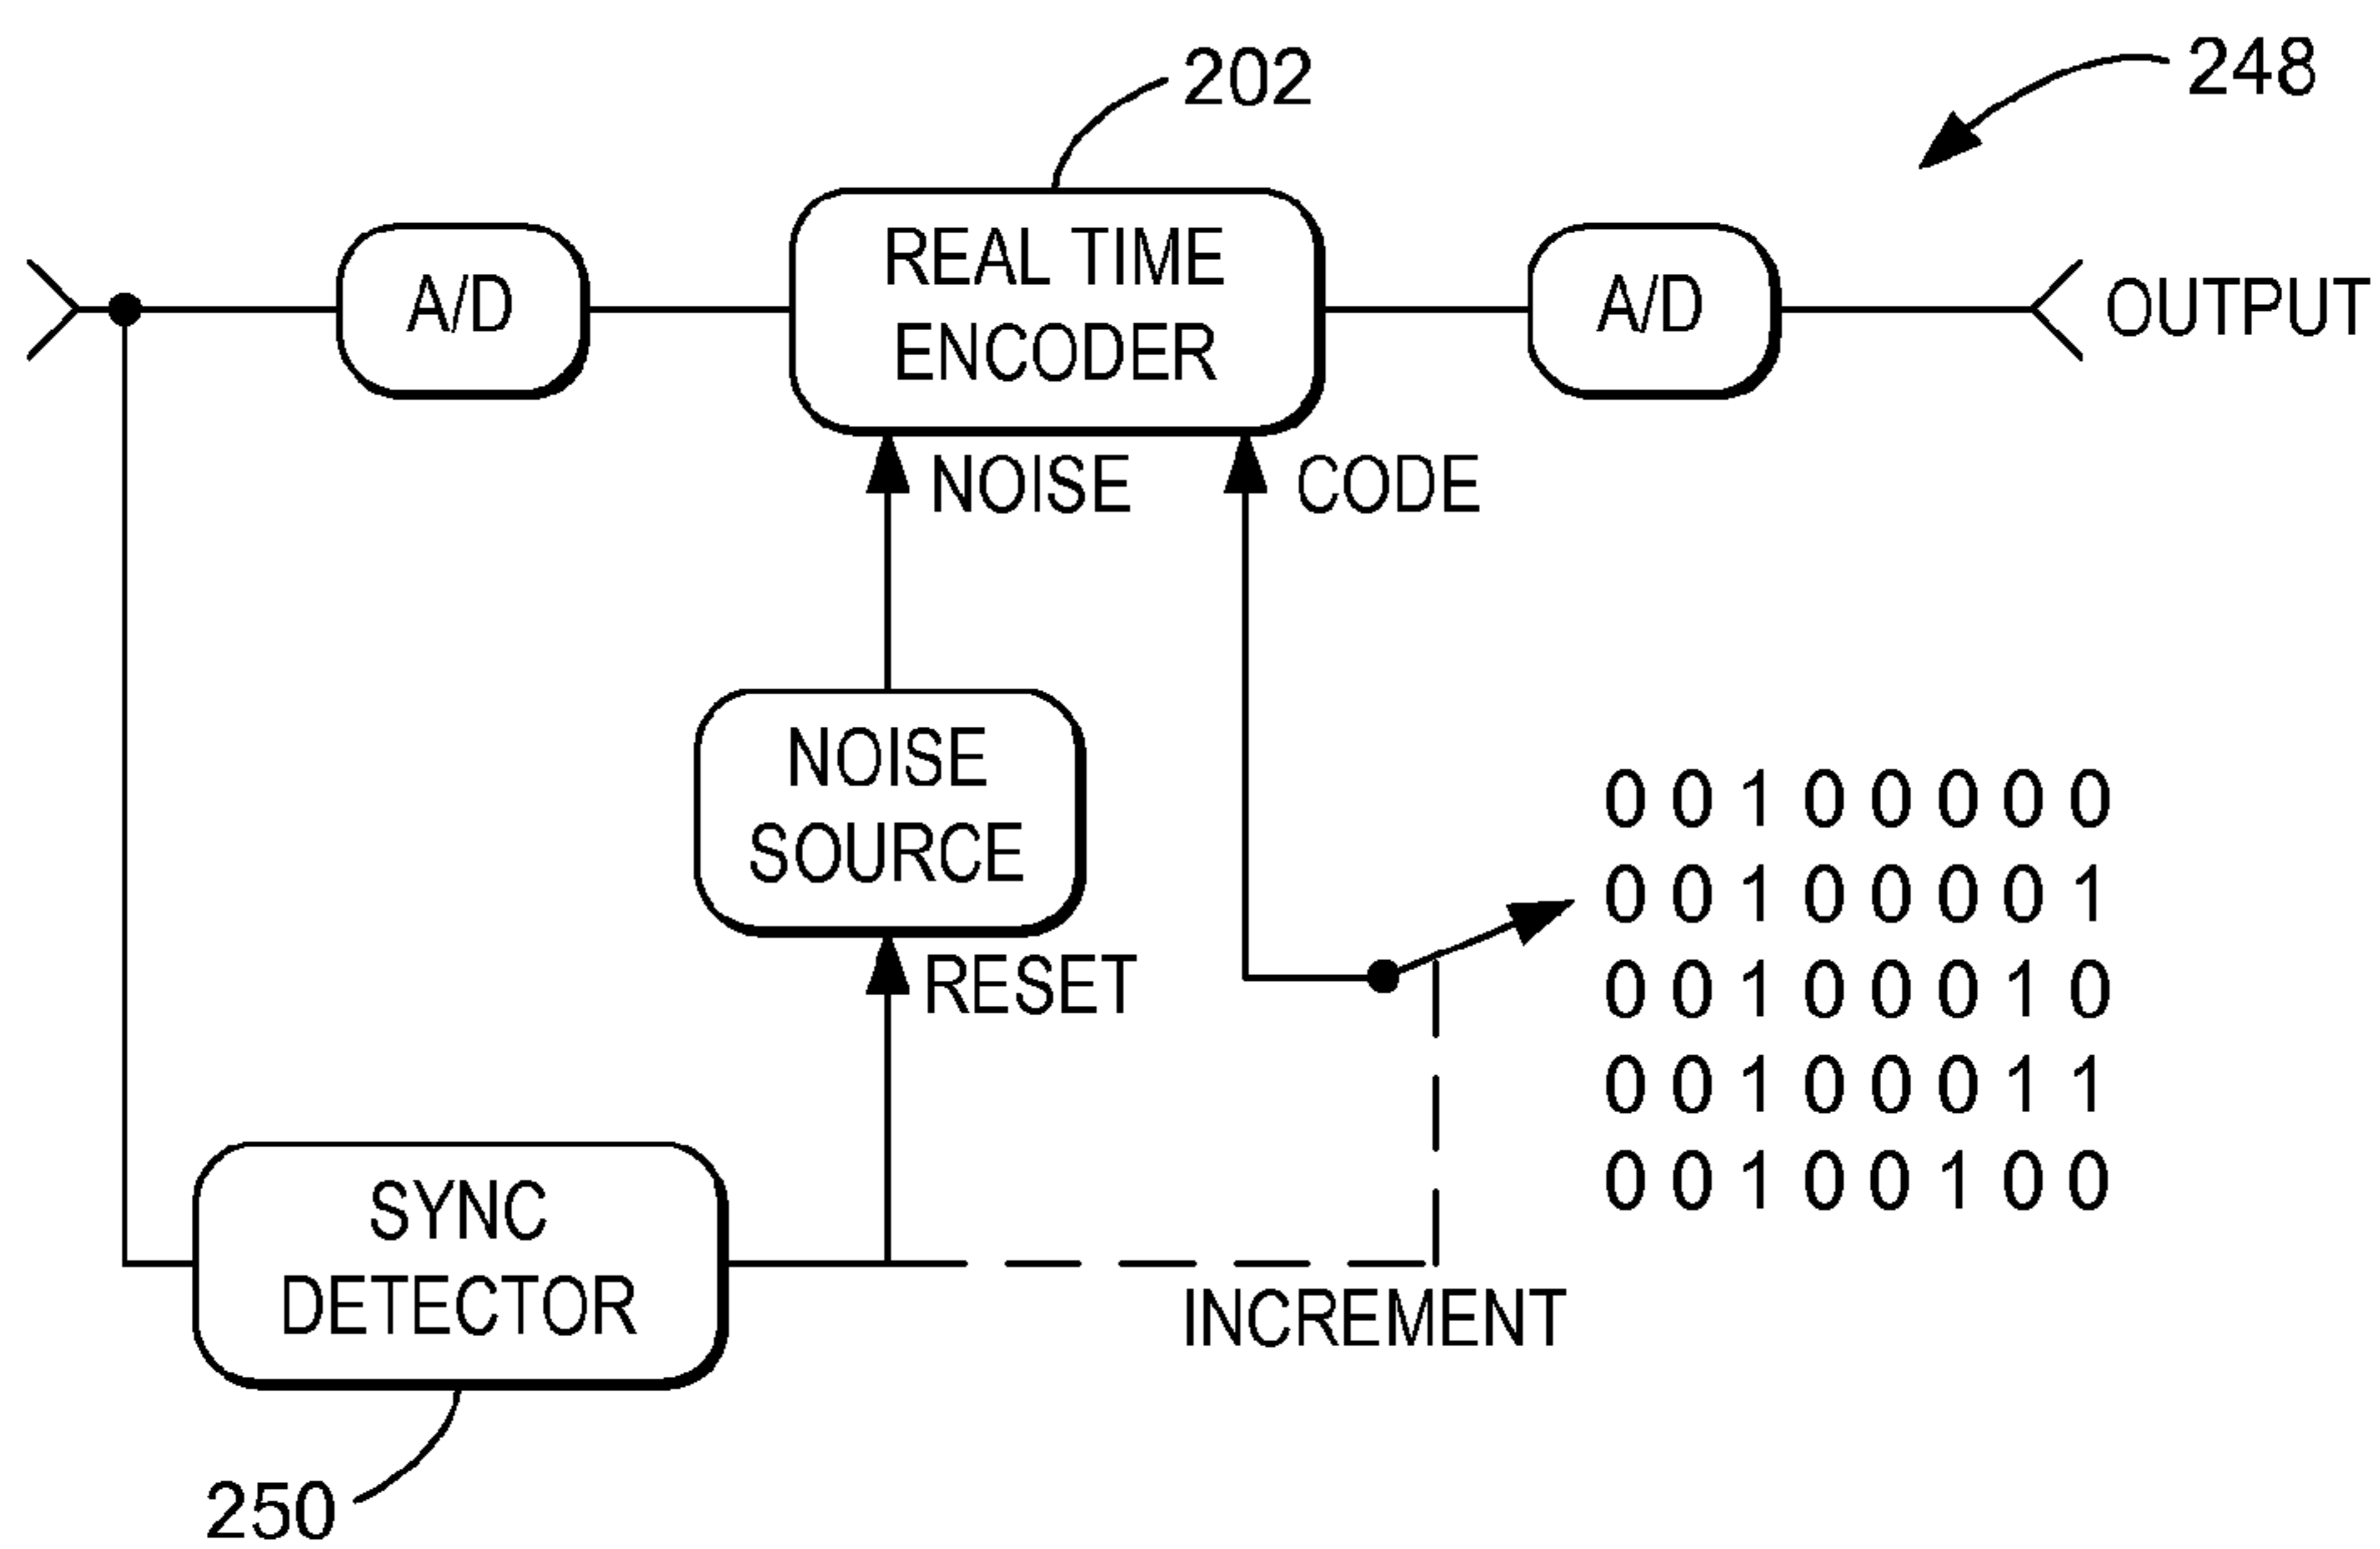 202
248
A/D
REAL TIME
ENCODER
A/D
OUTPUT
NOISE
CODE
NOISE
SOURCE
RESET
0 0 1 0 0 0 0 0
0 0 1 0 0 0 0 1
0 0 1 0 0 0 1 0
0 0 1 0 0 0 1 1
0 0 1 0 0 1 0 0
SYNC
DETECTOR
INCREMENT
250